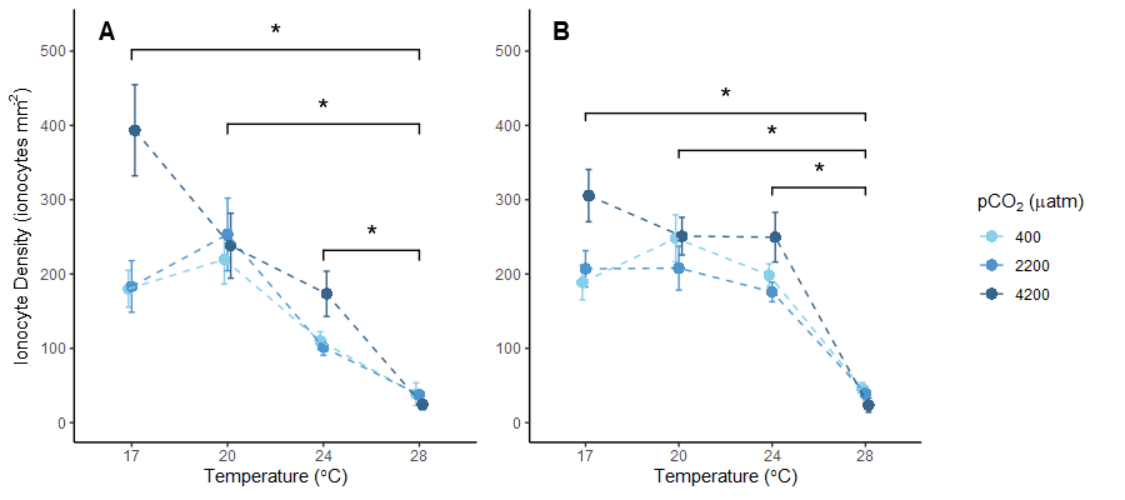 A
B
*
*
*
*
*
*
500
400
300
200
100
0
500
400
300
200
100
0
Ionocyte Density (ionocytes mm⁻²)
17 20 24 28
17 20 24 28
Temperature (°C)
Temperature (°C)
pCO₂ (µatm)
400
2200
4200